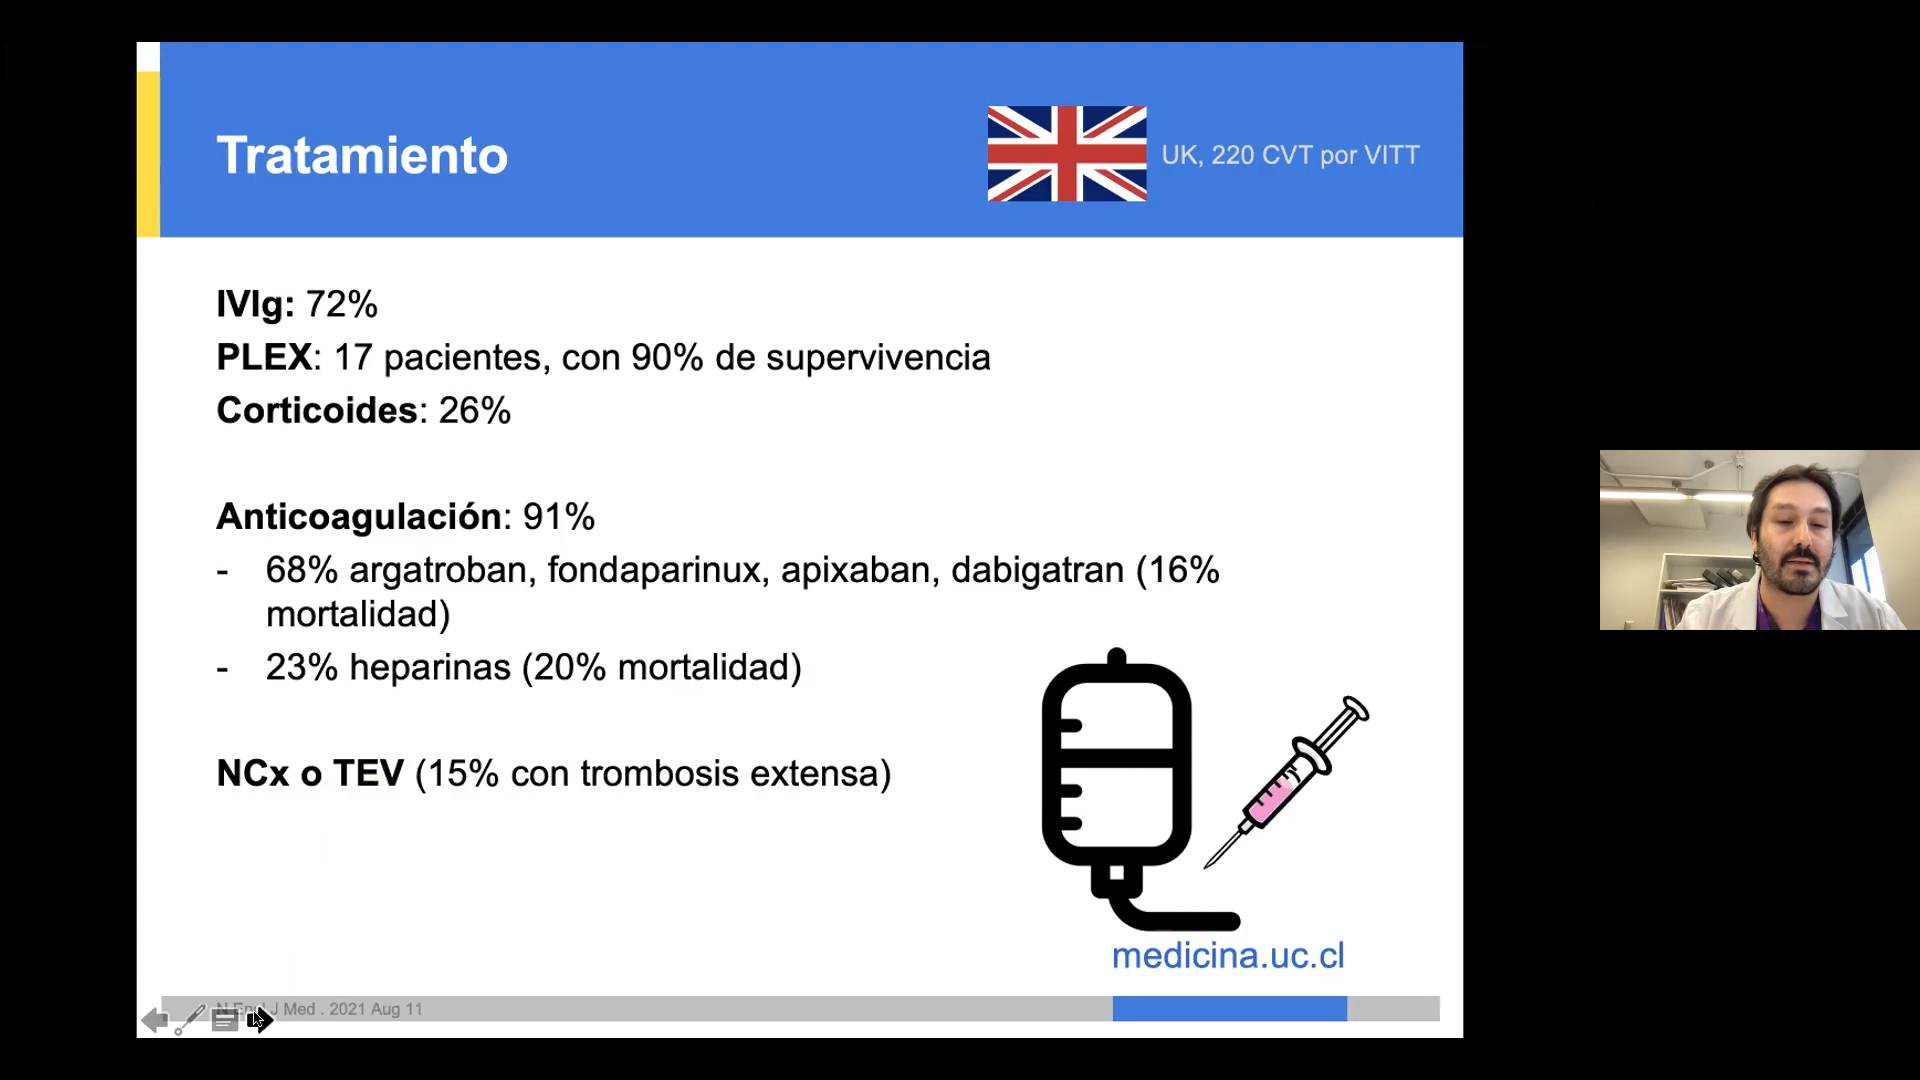 Tratamiento
UK, 220 CVT por VITT
IVIg: 72%
PLEX: 17 pacientes, con 90% de supervivencia
Corticoides: 26%
Anticoagulación: 91%
- 68% argatroban, fondaparinux, apixaban, dabigatran (16%
mortalidad)
- 23% heparinas (20% mortalidad)
NCx o TEV (15% con trombosis extensa)
medicina.uc.cl
N Engl J Med . 2021 Aug 11